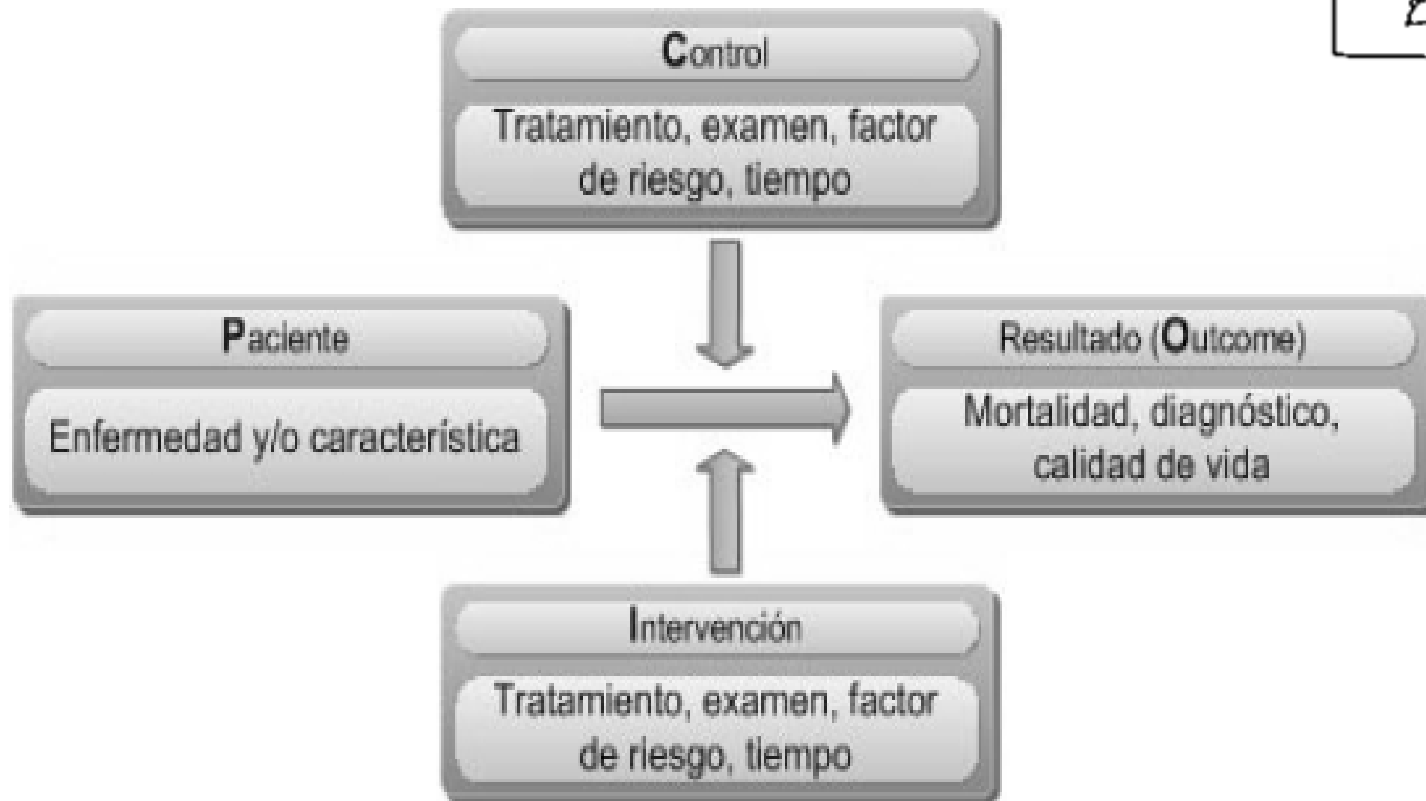 Control
Tratamiento, examen, factor
de riesgo, tiempo
Paciente
Enfermedad y/o característica
Resultado (Outcome)
Mortalidad, diagnóstico,
calidad de vida
Intervención
Tratamiento, examen, factor
de riesgo, tiempo